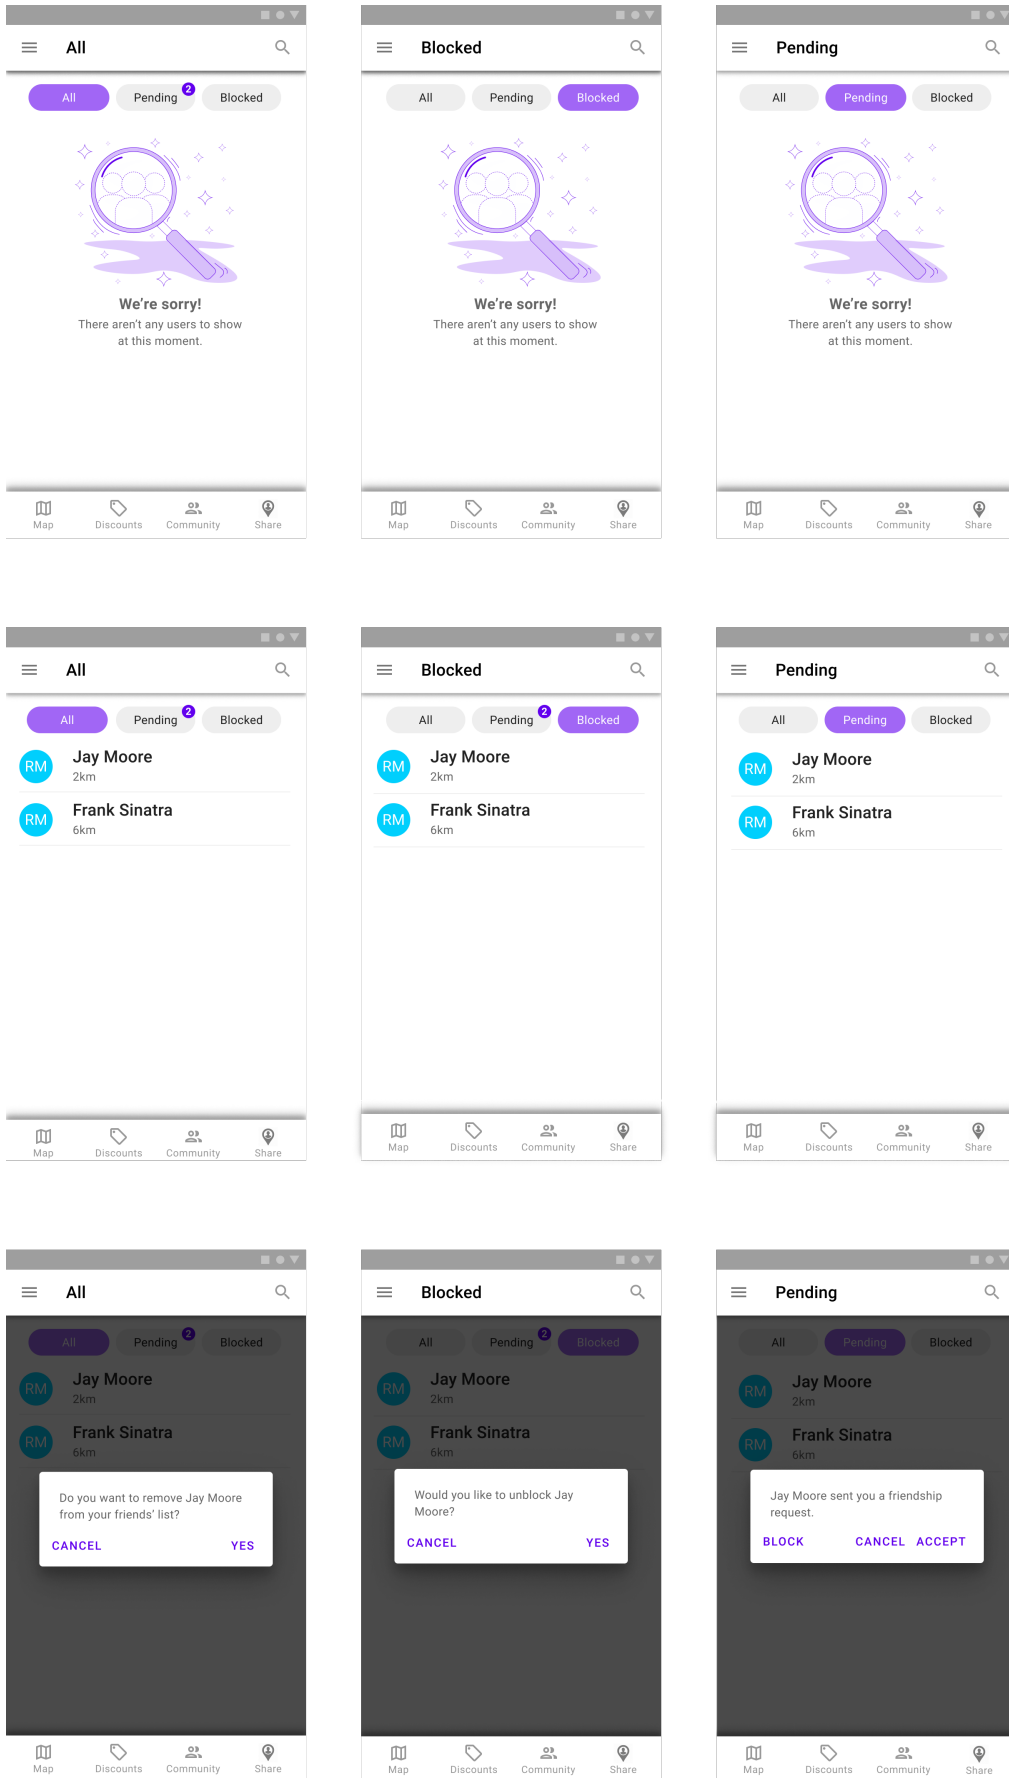 All
All
Pending
2
Blocked
We're sorry!
There aren't any users to show
at this moment.
Map
Discounts
Community
Share
Blocked
All
Pending
Blocked
We're sorry!
There aren't any users to show
at this moment.
Map
Discounts
Community
Share
Pending
All
Pending
Blocked
We're sorry!
There aren't any users to show
at this moment.
Map
Discounts
Community
Share
All
All
Pending
2
Blocked
RM
Jay Moore
2km
RM
Frank Sinatra
6km
Map
Discounts
Community
Share
Blocked
All
Pending
2
Blocked
RM
Jay Moore
2km
RM
Frank Sinatra
6km
Map
Discounts
Community
Share
Pending
All
Pending
Blocked
RM
Jay Moore
2km
RM
Frank Sinatra
6km
Map
Discounts
Community
Share
All
All
Pending
2
Blocked
RM
Jay Moore
2km
RM
Frank Sinatra
6km
Do you want to remove Jay Moore
from your friends' list?
CANCEL
YES
Map
Discounts
Community
Share
Blocked
All
Pending
2
Blocked
RM
Jay Moore
2km
RM
Frank Sinatra
6km
Would you like to unblock Jay
Moore?
CANCEL
YES
Map
Discounts
Community
Share
Pending
All
Pending
Blocked
RM
Jay Moore
2km
RM
Frank Sinatra
6km
Jay Moore sent you a friendship
request.
BLOCK
CANCEL
ACCEPT
Map
Discounts
Community
Share